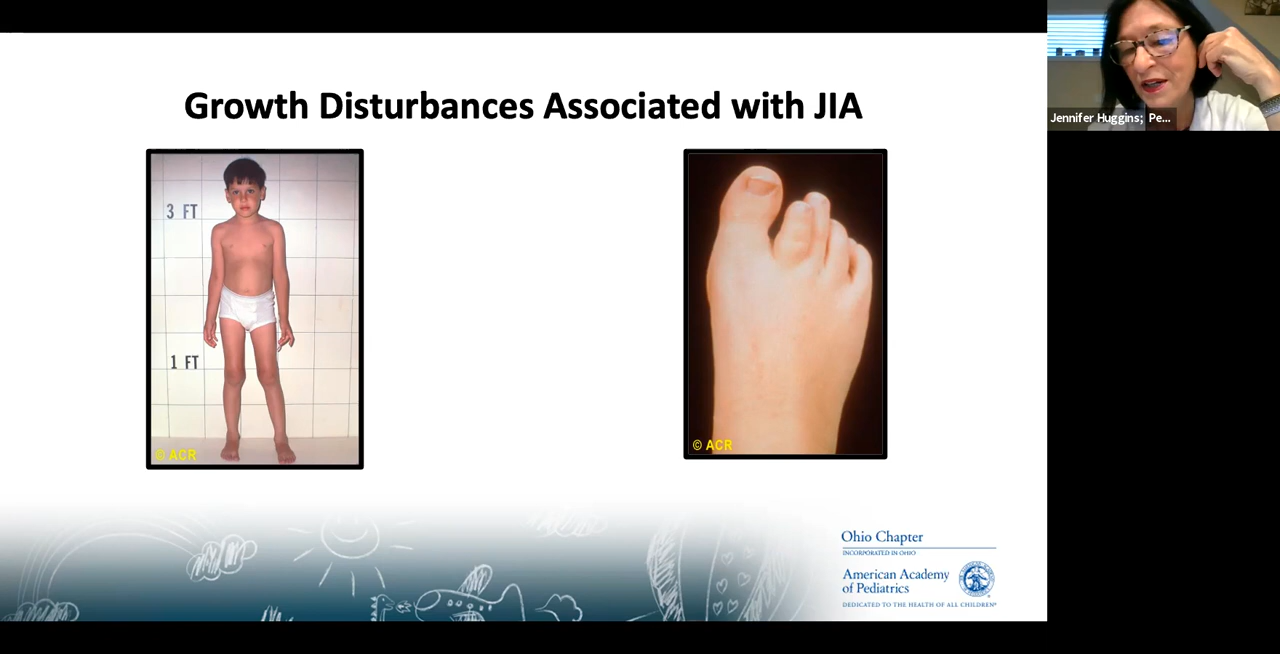 Growth Disturbances Associated with JIA
3 FT
1 FT
© ACR
© ACR
Jennifer Huggins; Pe...
Ohio Chapter
INCORPORATED IN OHIO
American Academy
of Pediatrics
DEDICATED TO THE HEALTH OF ALL CHILDREN®